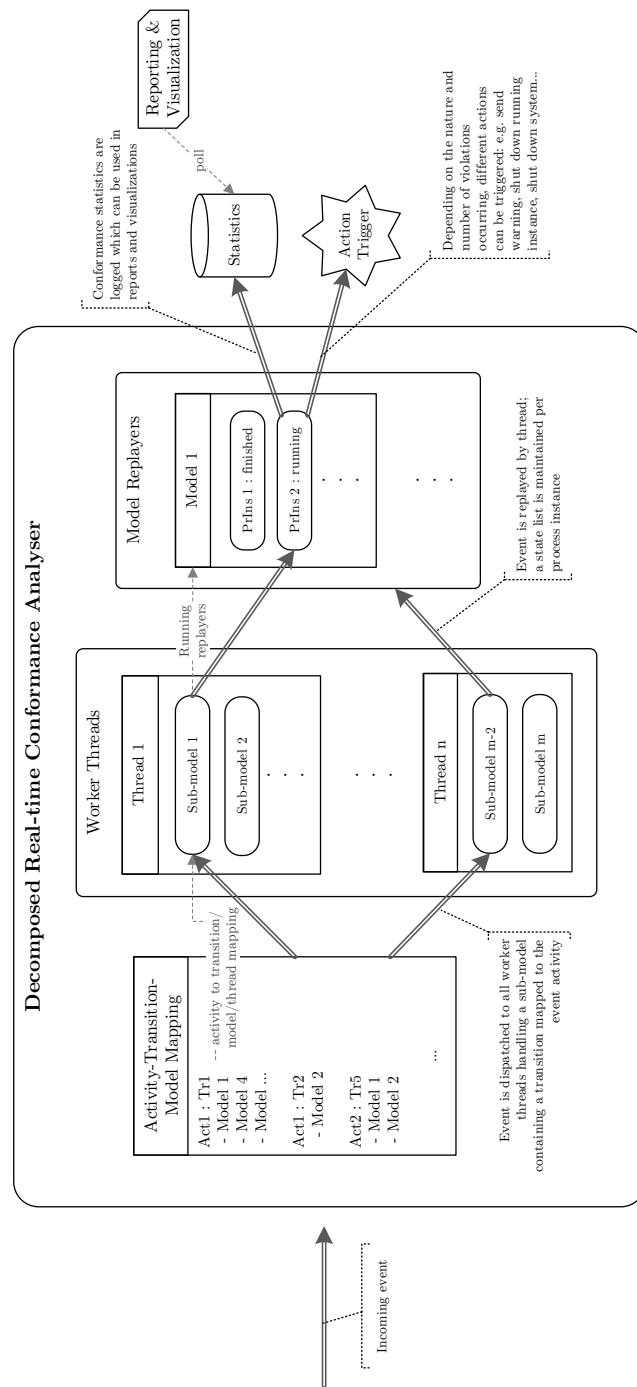 Decomposed Real-time Conformance Analyser
Incoming event
Activity-Transition-
Model Mapping
Act1 : Tr1
- Model 1
- Model 4
- Model ...
Act1 : Tr2
- Model 2
Act2 : Tr5
- Model 1
- Model 2
...
-- activity to transition/
model/thread mapping
Event is dispatched to all worker
threads handling a sub-model
containing a transition mapped to the
event activity
Worker Threads
Thread 1
Sub-model 1
Sub-model 2
. . .
. . .
Thread n
Sub-model m-2
Sub-model m
Running
replayers
Model Replayers
Model 1
PrIns 1 : finished
PrIns 2 : running
. . .
. . .
Event is replayed by thread;
a state list is maintained per
process instance
Conformance statistics are
logged which can be used in
reports and visualizations
Statistics
poll
Reporting &
Visualization
Action
Trigger
Depending on the nature and
number of violations
occurring, different actions
can be triggered: e.g. send
warning, shut down running
instance, shut down system...